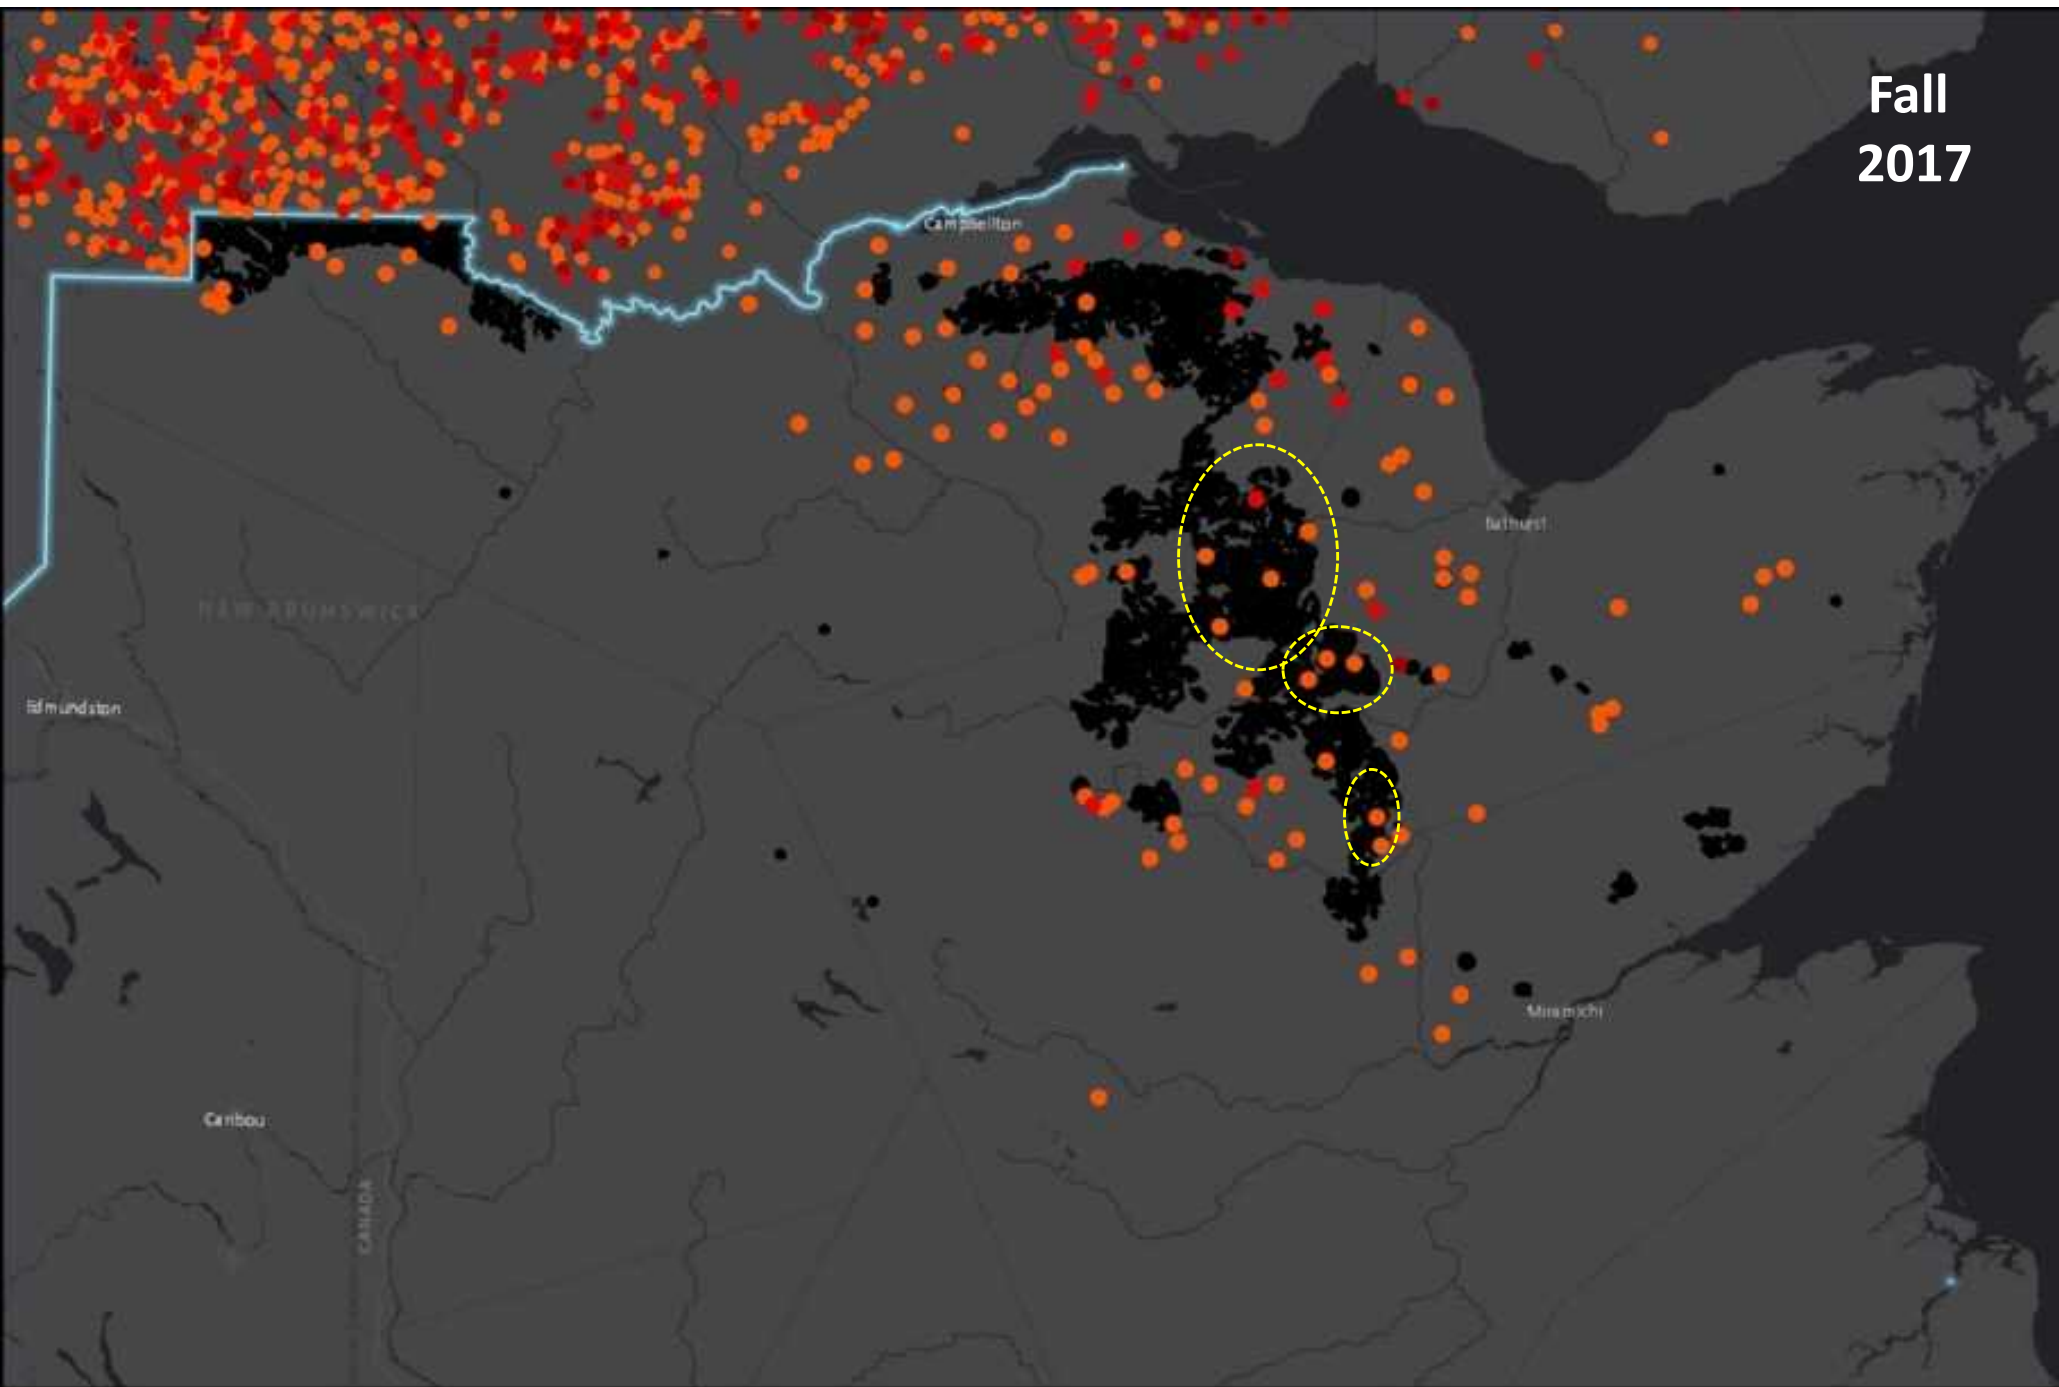 Fall
2017
Campbellton
Bathurst
NEW BRUNSWICK
Edmundston
Miramichi
Caribou
CANADA